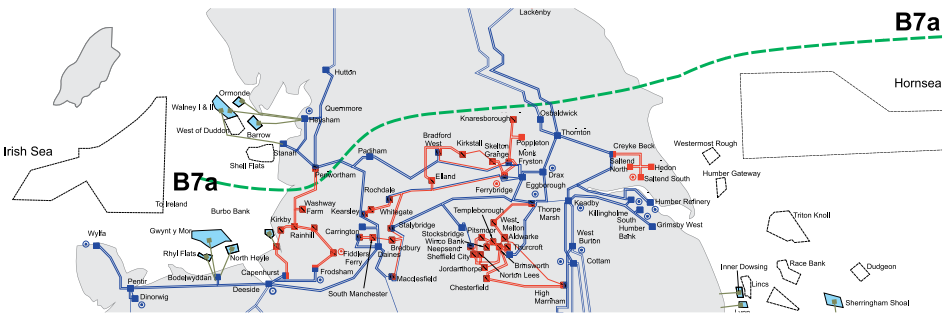 Lackenby
B7a
Hutton
Ormonde
Hornsea
Walney I & II
Quernmore
Heysham
Knaresborough
Osbaldwick
West of Duddon
Barrow
Bradford
West
Kirkstall
Skelton
Grange
Poppleton
Thornton
Irish Sea
Stanah
Padiham
Monk
Fryston
Creyke Beck
Westermost Rough
Shell Flats
Penwortham
Saltend
North
Hedon
B7a
Rochdale
Elland
Ferrybridge
Drax
Eggborough
Saltend South
Humber Gateway
To Ireland
Washway
Farm
Kearsley
Whitegate
Templeborough
West
Melton
Thorpe
Marsh
Keadby
Humber Refinery
Burbo Bank
Kirkby
Killingholme
South
Humber
Bank
Grimsby West
Triton Knoll
Wylfa
Gwynt y Mor
Rainhill
Carrington
Stalybridge
Stocksbridge
Pitsmoor
Aldwarke
West
Burton
Rhyl Flats
North Hoyle
Fiddlers
Ferry
Daines
Bredbury
Winco Bank
Neepsend
Sheffield City
Thurcroft
Brinsworth
Cottam
Inner Dowsing
Race Bank
Dudgeon
Pentir
Bodelwyddan
Capenhurst
Frodsham
Macclesfield
Jordanthorpe
Norton Lees
Lincs
Dinorwig
Deeside
South Manchester
Chesterfield
High
Marnham
Sherringham Shoal
Lynn